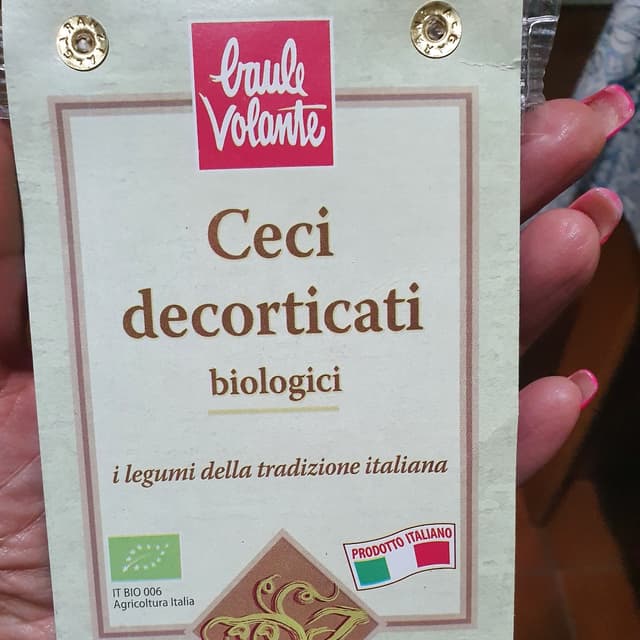 baule
Volante
Ceci
decorticati
biologici
i legumi della tradizione italiana
PRODOTTO ITALIANO
IT BIO 006
Agricoltura Italia